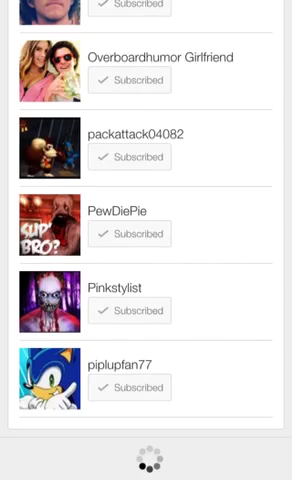 Subscribed
Overboardhumor Girlfriend
Subscribed
packattack04082
Subscribed
PewDiePie
Subscribed
SUP'
BRO?
Pinkstylist
Subscribed
piplupfan77
Subscribed